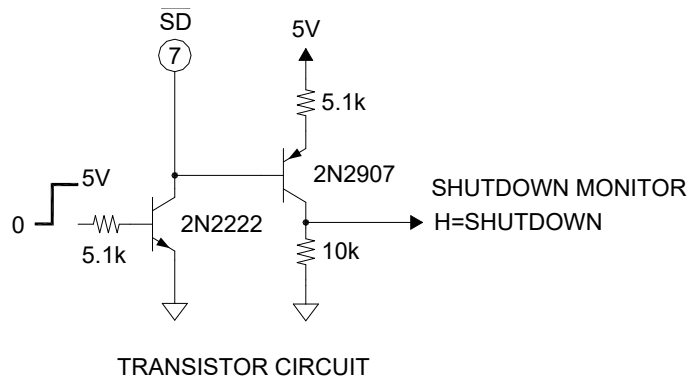 SD
7
5V
5.1k
5V
2N2907
SHUTDOWN MONITOR
0
2N2222
H=SHUTDOWN
5.1k
10k
TRANSISTOR CIRCUIT